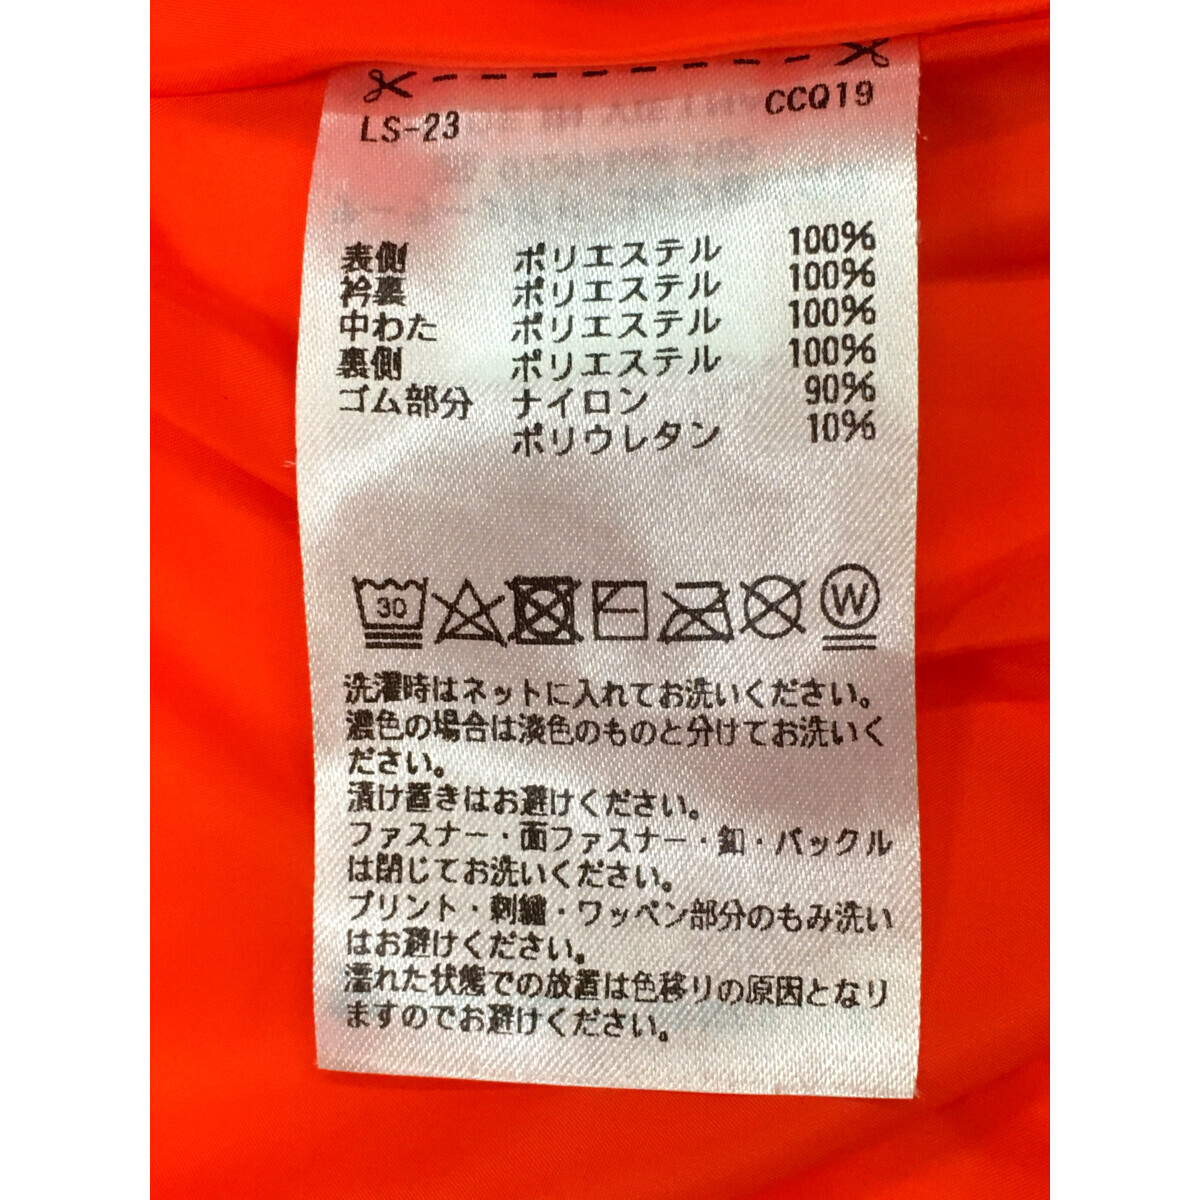 LS-23 CCQ19
表側 ポリエステル 100%
衿裏 ポリエステル 100%
中わた ポリエステル 100%
裏側 ポリエステル 100%
ゴム部分 ナイロン 90%
ポリウレタン 10%
30 W
洗濯時はネットに入れてお洗いください。
濃色の場合は淡色のものと分けてお洗いく
ださい。
漬け置きはお避けください。
ファスナー・面ファスナー・釦・バックル
は閉じてお洗いください。
プリント・刺繍・ワッペン部分のもみ洗い
はお避けください。
濡れた状態での放置は色移りの原因となり
ますのでお避けください。